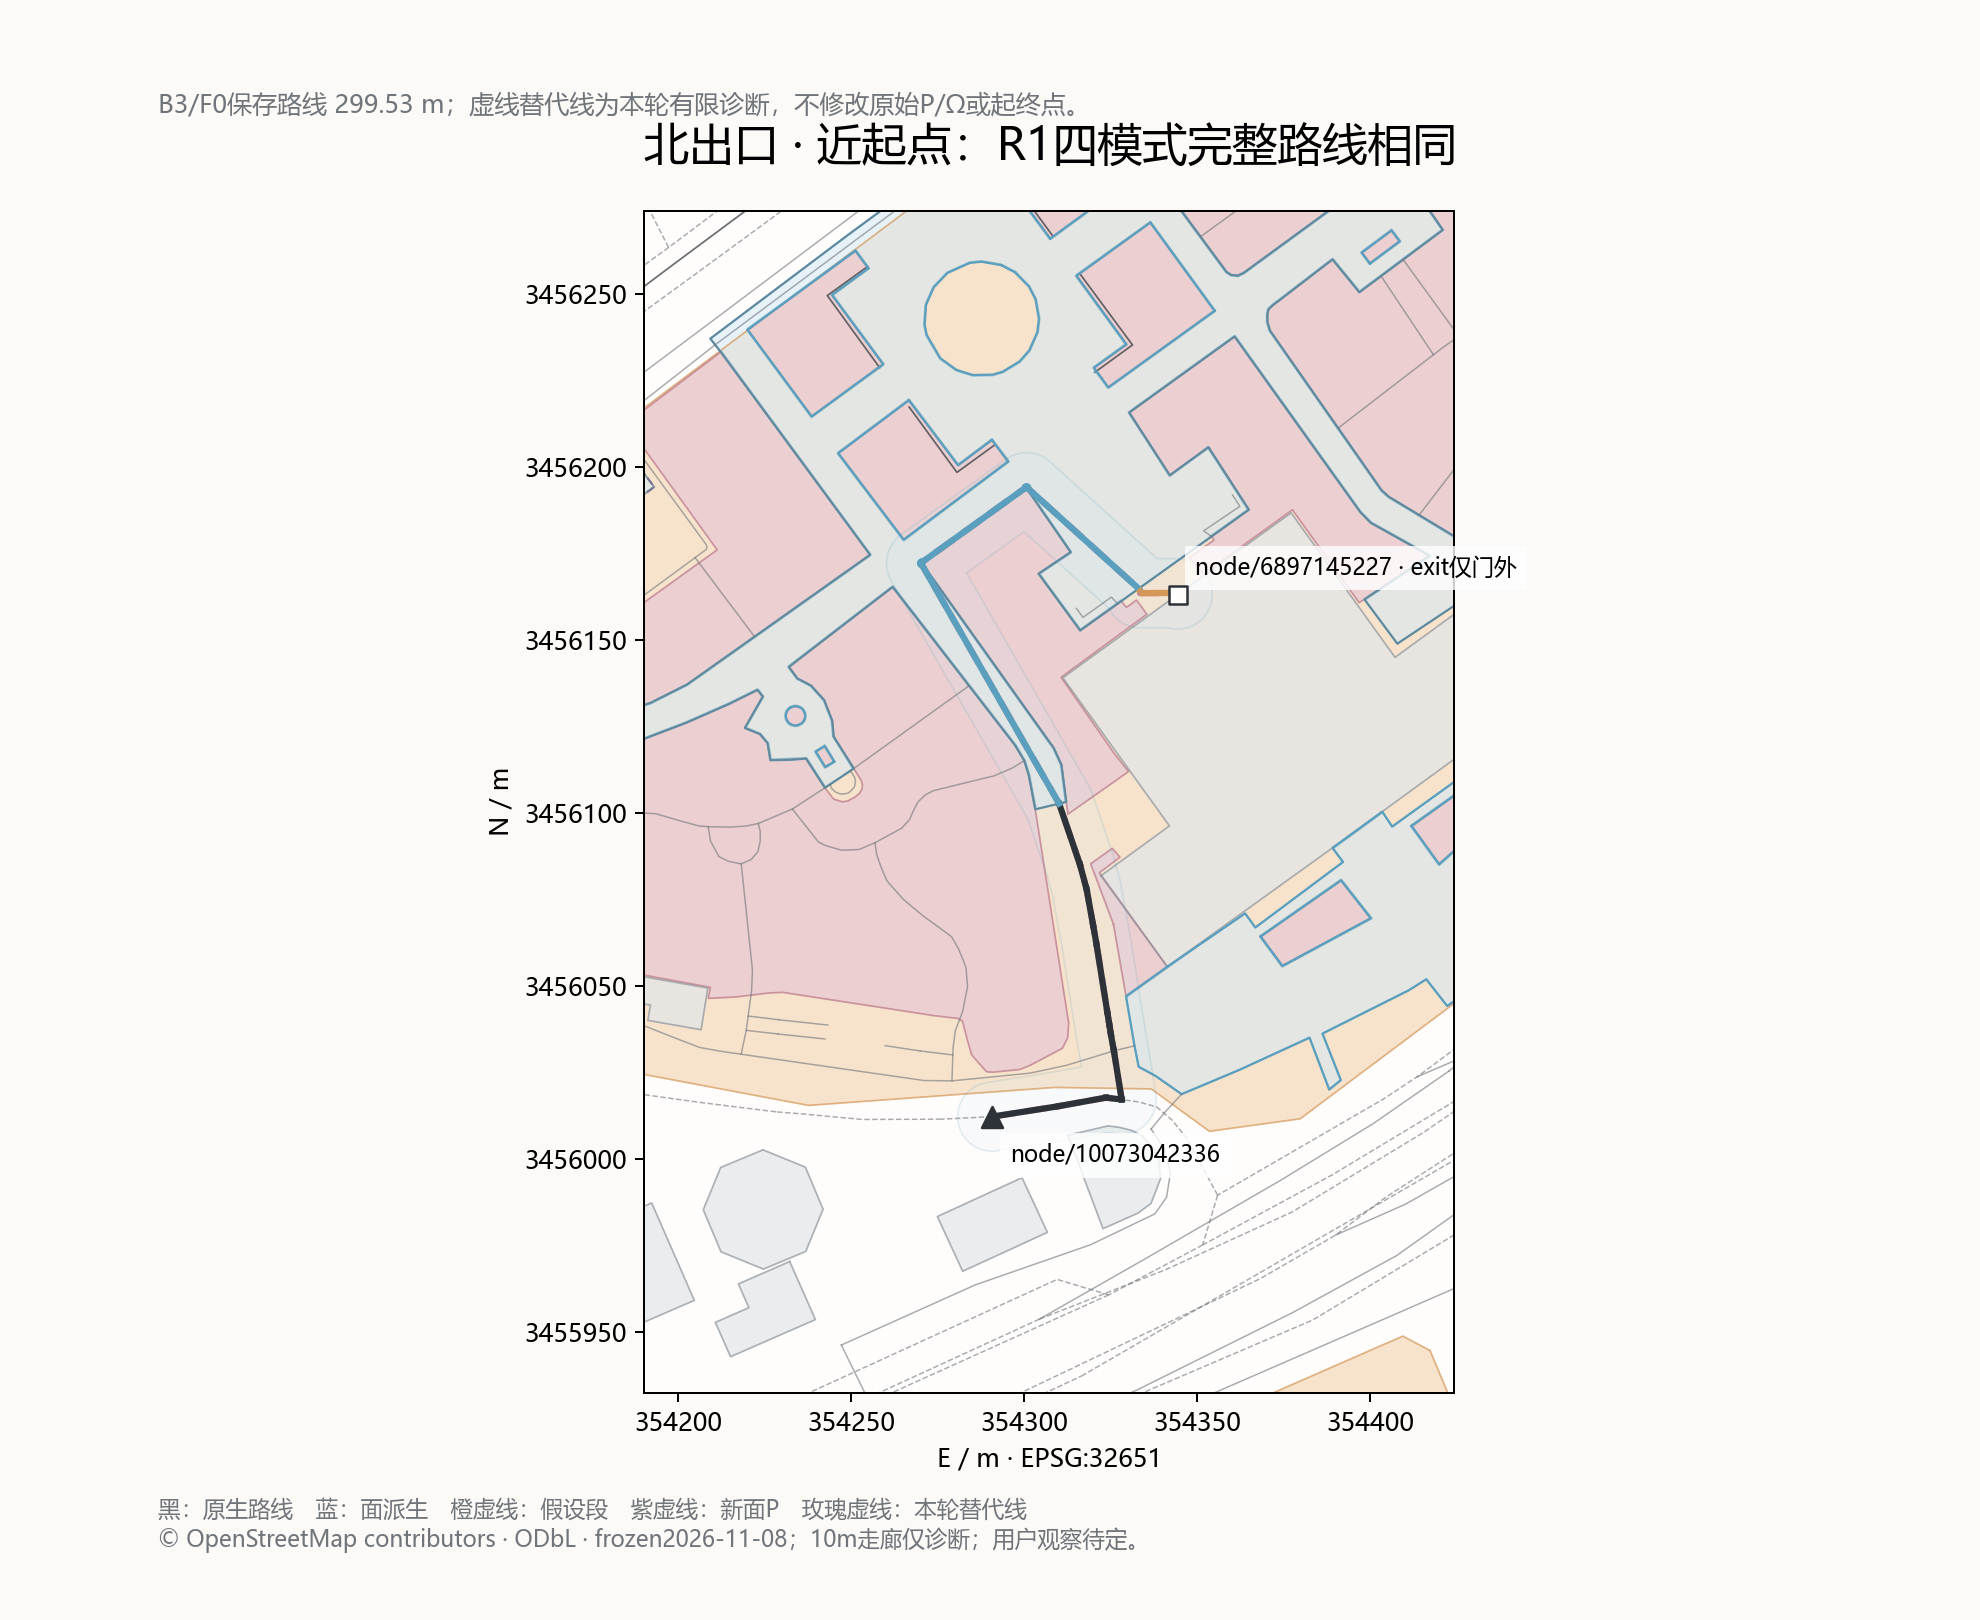 B3/F0保存路线 299.53 m；虚线替代线为本轮有限诊断，不修改原始P/Ω或起终点。
北出口 · 近起点：R1四模式完整路线相同
3456250
3456200
node/6897145227 · exit仅门外
3456150
N / m
3456100
3456050
node/10073042336
3456000
3455950
354200 354250 354300 354350 354400
E / m · EPSG:32651
黑：原生路线 蓝：面派生 橙虚线：假设段 紫虚线：新面P 玫瑰虚线：本轮替代线
© OpenStreetMap contributors · ODbL · frozen2026-11-08；10m走廊仅诊断；用户观察待定。